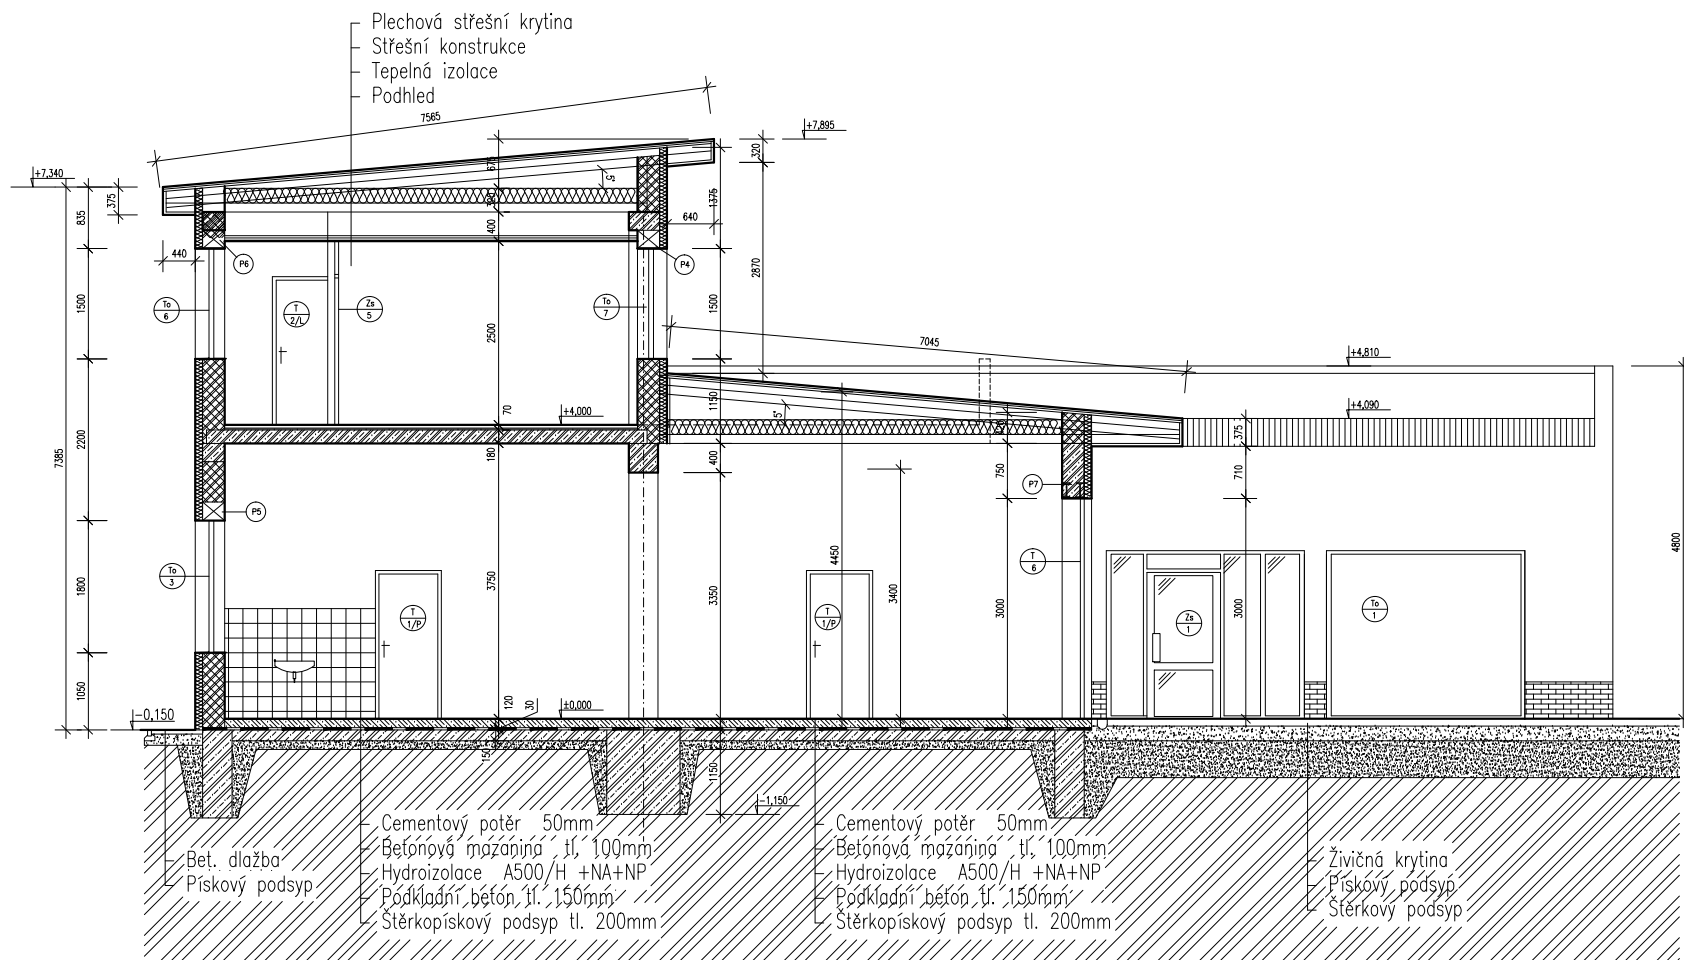 Plechová střešní krytina
Střešní konstrukce
Tepelná izolace
Podhled
7565
+7,895
+7,340
375
835
675
320
5°
1375
640
400
440
P6
P4
2870
To
6
T
2/L
Zs
5
To
7
1500
2500
1500
1500
7045
+4,810
70
+4,000
1150
5°
+4,090
375
7385
2200
180
400
750
710
P7
P5
4800
4450
3400
To
3
1800
3750
3350
3000
T
6
3000
T
1/P
T
1/P
Zs
1
To
1
1050
120
30
±0,000
-0,150
150
1150
-1,150
Cementový potěr 50mm
Betonová mazanina tl. 100mm
Hydroizolace A500/H +NA+NP
Podkladní beton tl. 150mm
Štěrkopískový podsyp tl. 200mm
Cementový potěr 50mm
Betonová mazanina tl. 100mm
Hydroizolace A500/H +NA+NP
Podkladní beton tl. 150mm
Štěrkopískový podsyp tl. 200mm
Bet. dlažba
Pískový podsyp
Živičná krytina
Pískový podsyp
Štěrkový podsyp